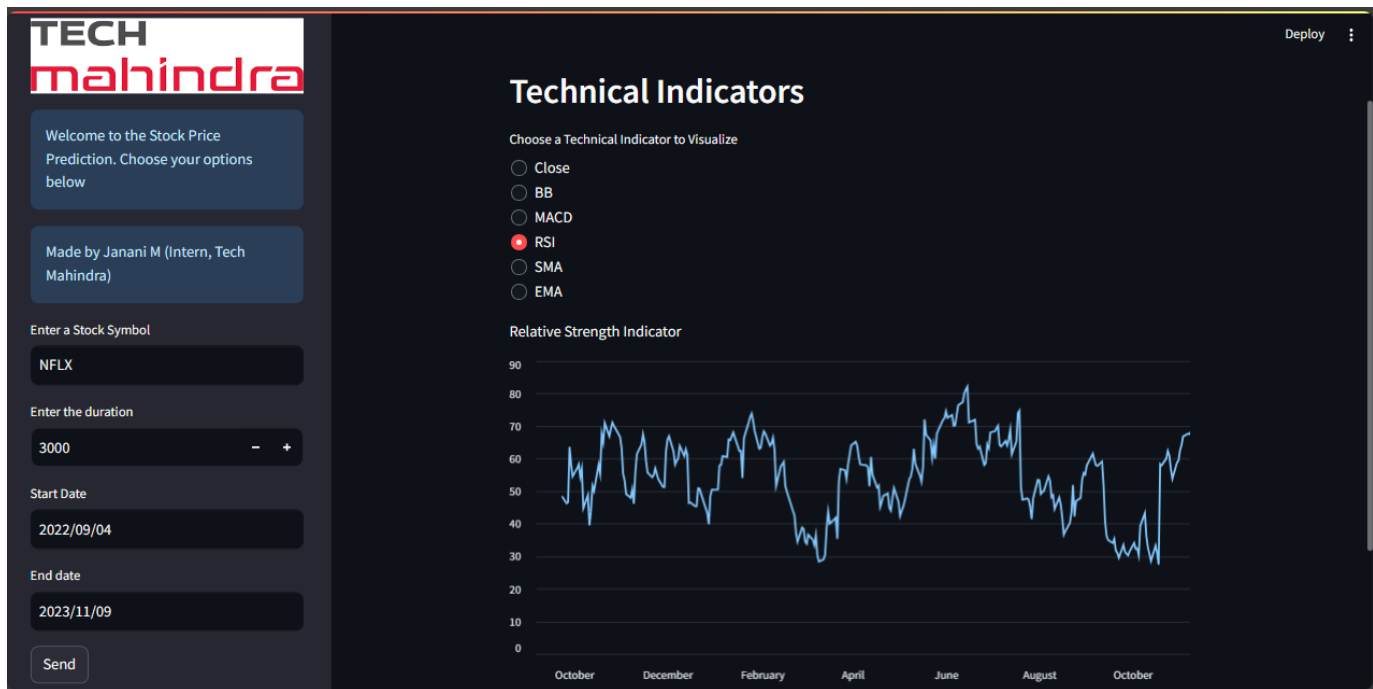 TECH
mahindra
Welcome to the Stock Price
Prediction. Choose your options
below
Made by Janani M (Intern, Tech
Mahindra)
Enter a Stock Symbol
NFLX
Enter the duration
3000 − +
Start Date
2022/09/04
End date
2023/11/09
Send
Deploy
Technical Indicators
Choose a Technical Indicator to Visualize
Close
BB
MACD
RSI
SMA
EMA
Relative Strength Indicator
90
80
70
60
50
40
30
20
10
0
October December February April June August October